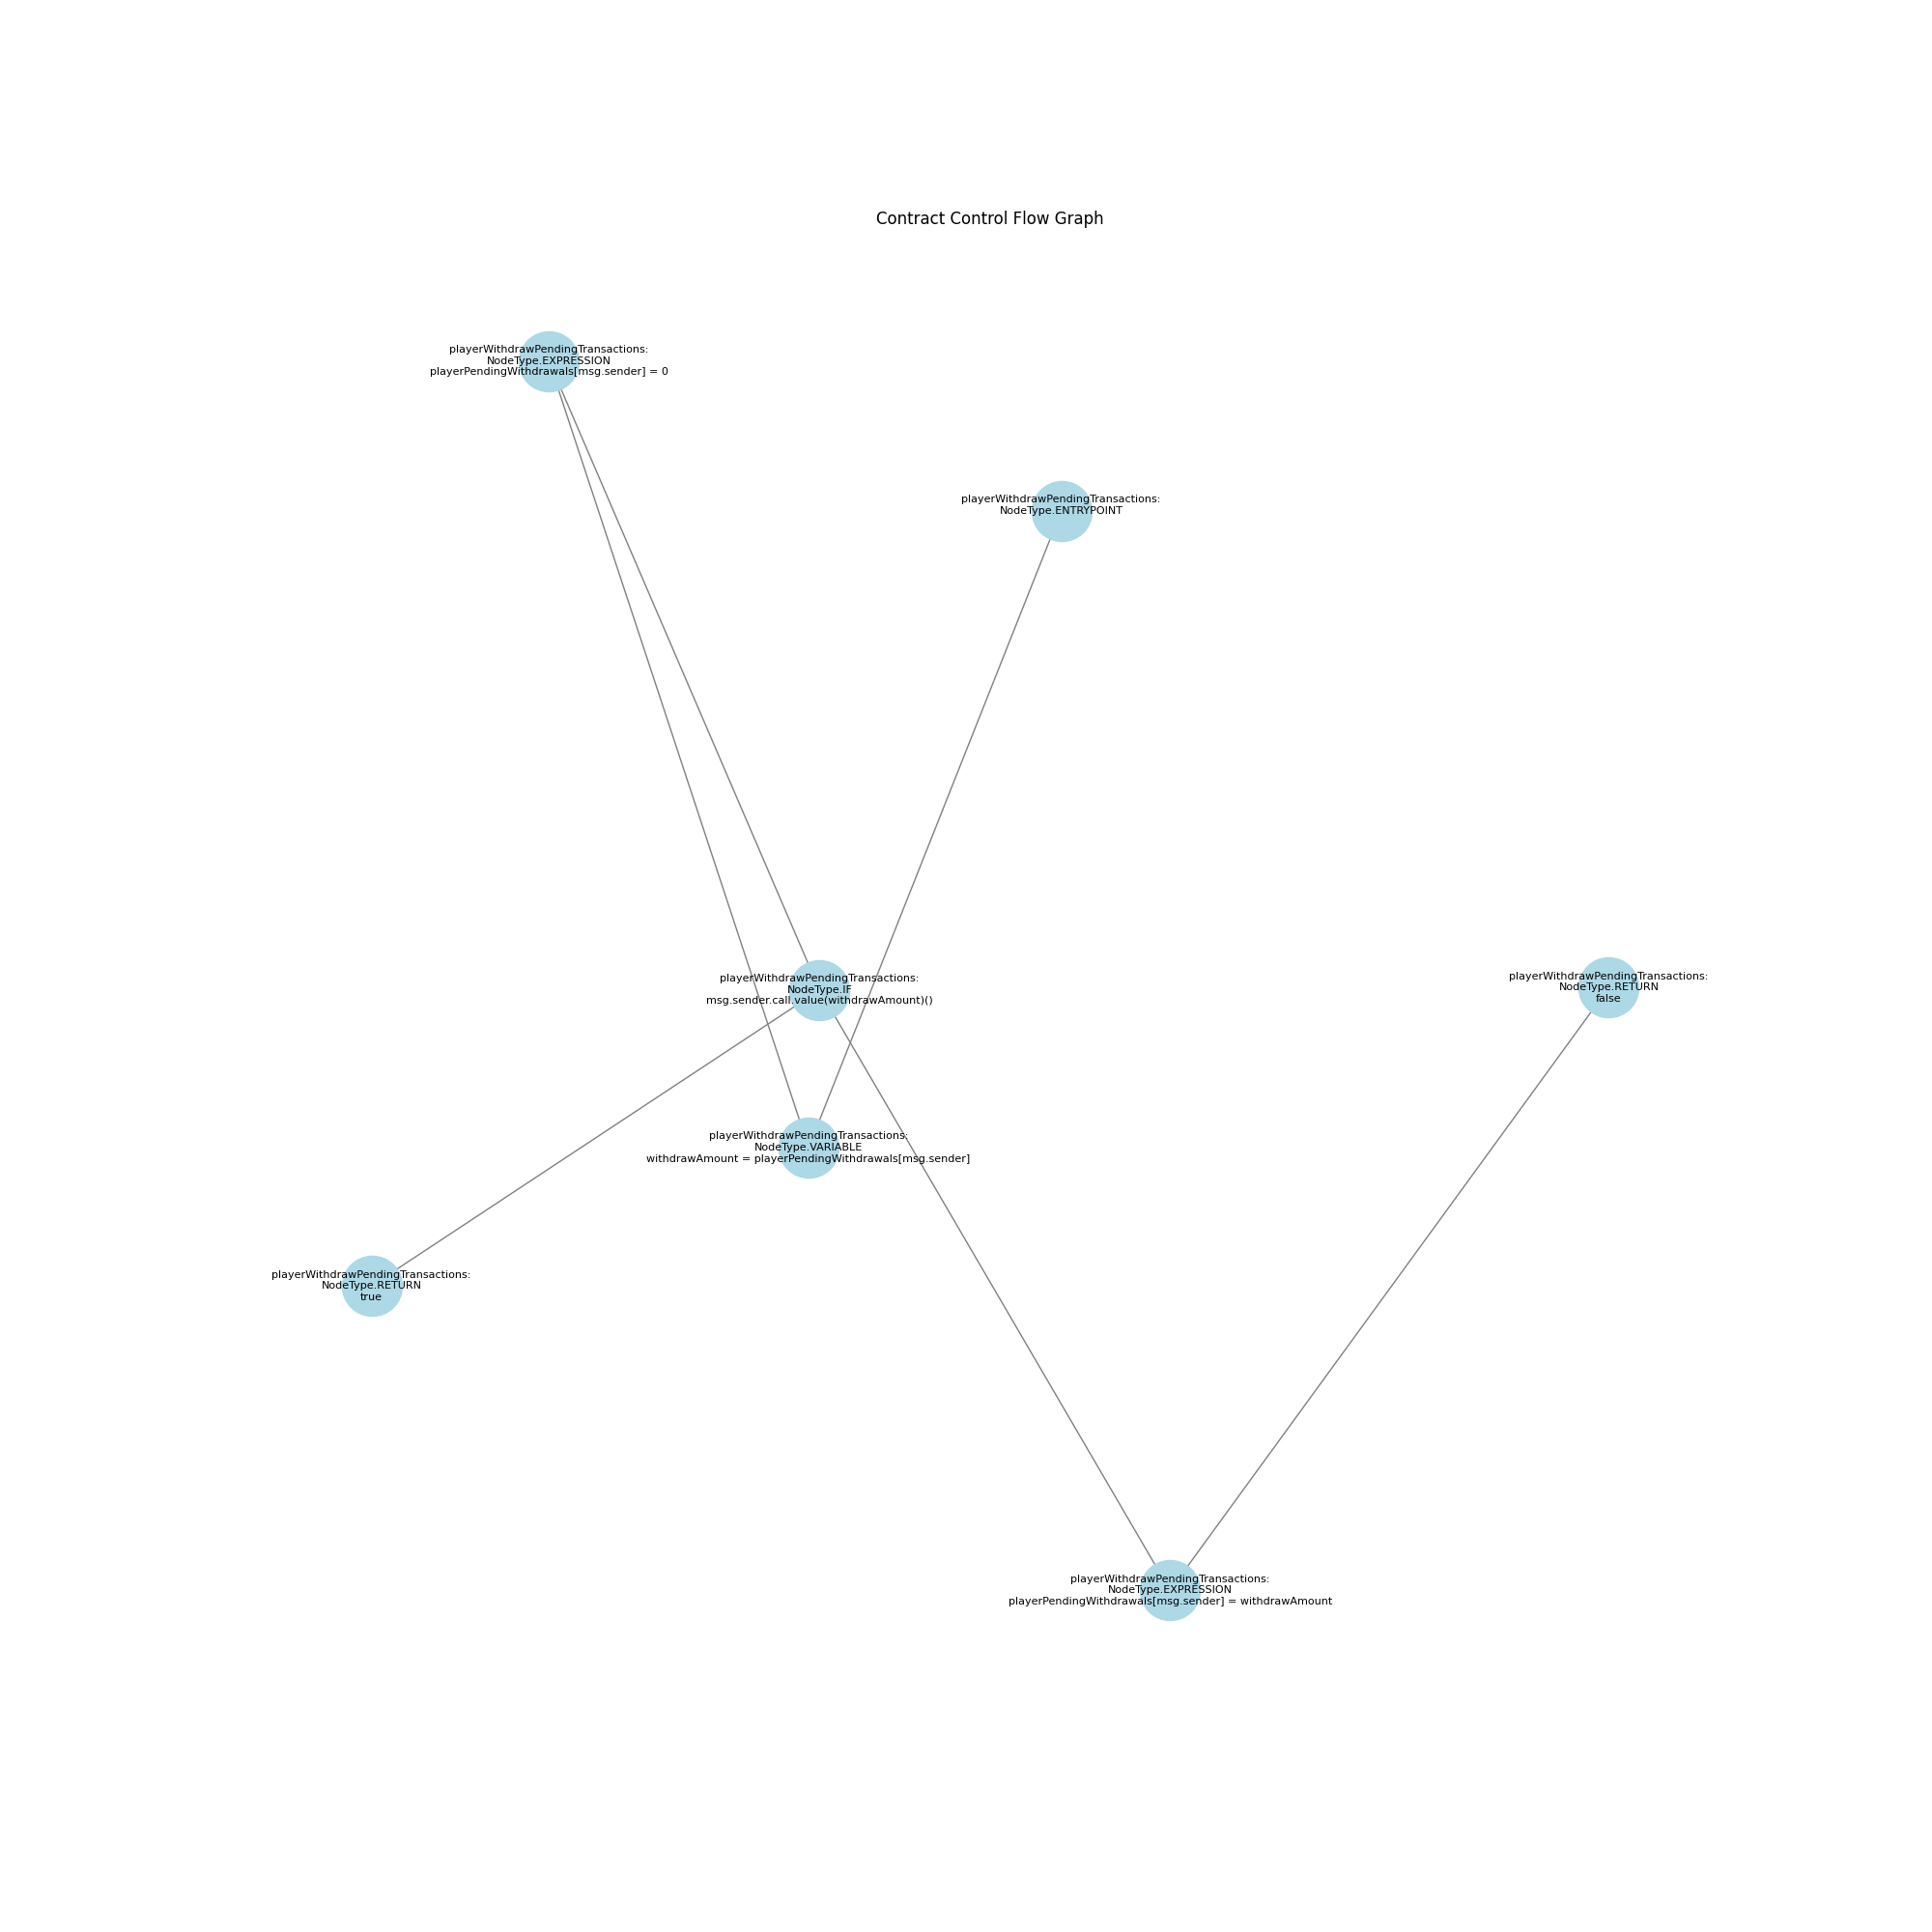 Contract Control Flow Graph
playerWithdrawPendingTransactions:
NodeType.EXPRESSION
playerPendingWithdrawals[msg.sender] = 0
playerWithdrawPendingTransactions:
NodeType.ENTRYPOINT
playerWithdrawPendingTransactions:
NodeType.IF
msg.sender.call.value(withdrawAmount)()
playerWithdrawPendingTransactions:
NodeType.RETURN
false
playerWithdrawPendingTransactions:
NodeType.VARIABLE
withdrawAmount = playerPendingWithdrawals[msg.sender]
playerWithdrawPendingTransactions:
NodeType.RETURN
true
playerWithdrawPendingTransactions:
NodeType.EXPRESSION
playerPendingWithdrawals[msg.sender] = withdrawAmount